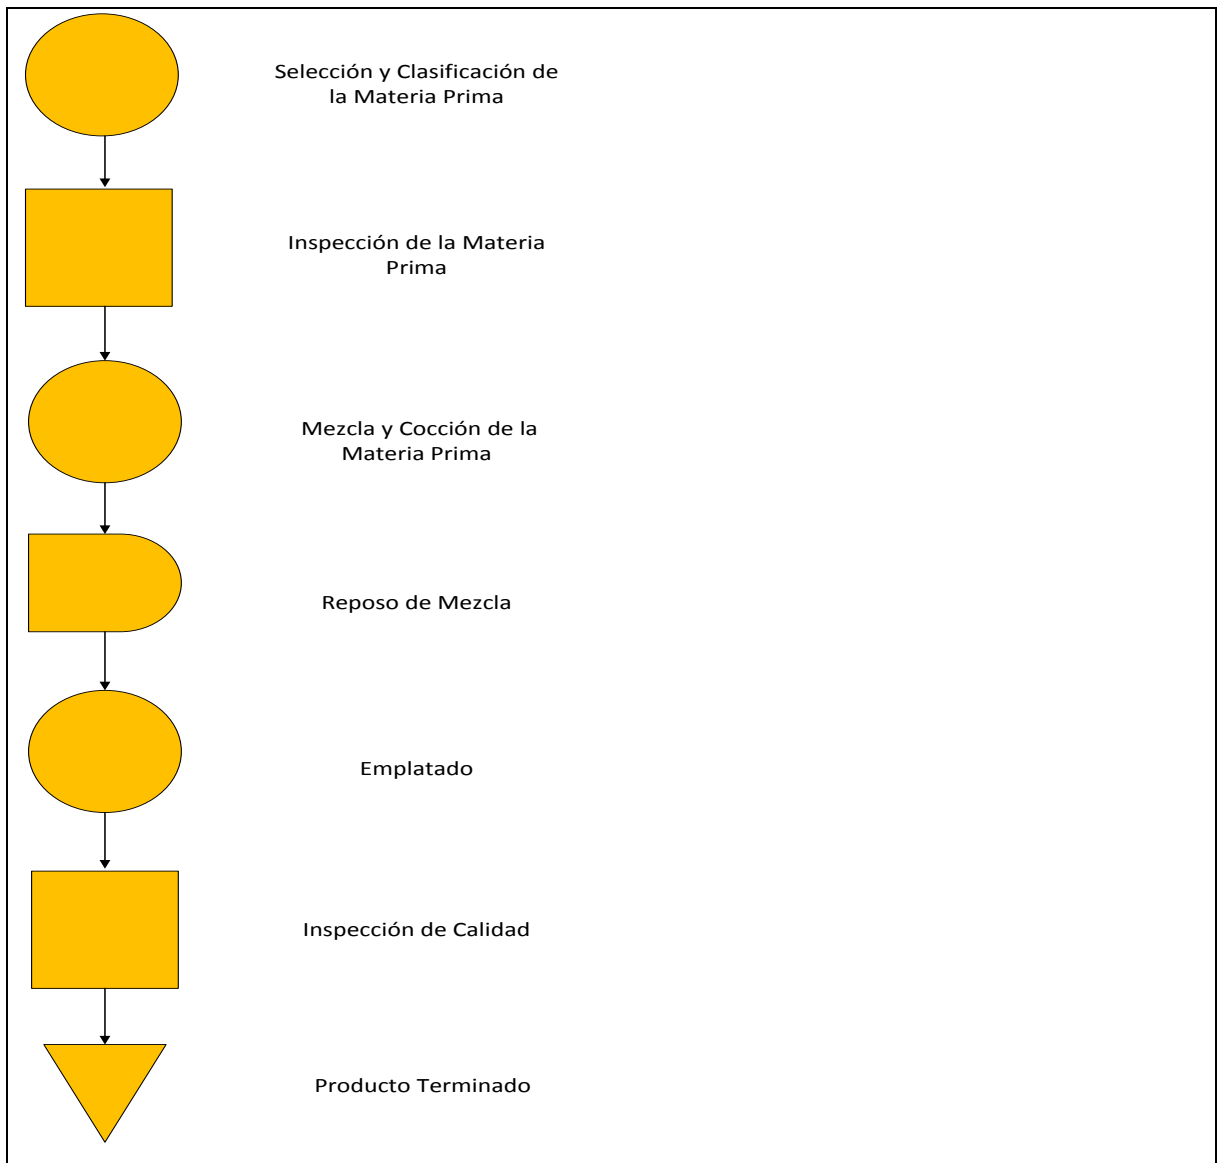 Selección y Clasificación de
la Materia Prima
Inspección de la Materia
Prima
Mezcla y Cocción de la
Materia Prima
Reposo de Mezcla
Emplatado
Inspección de Calidad
Producto Terminado